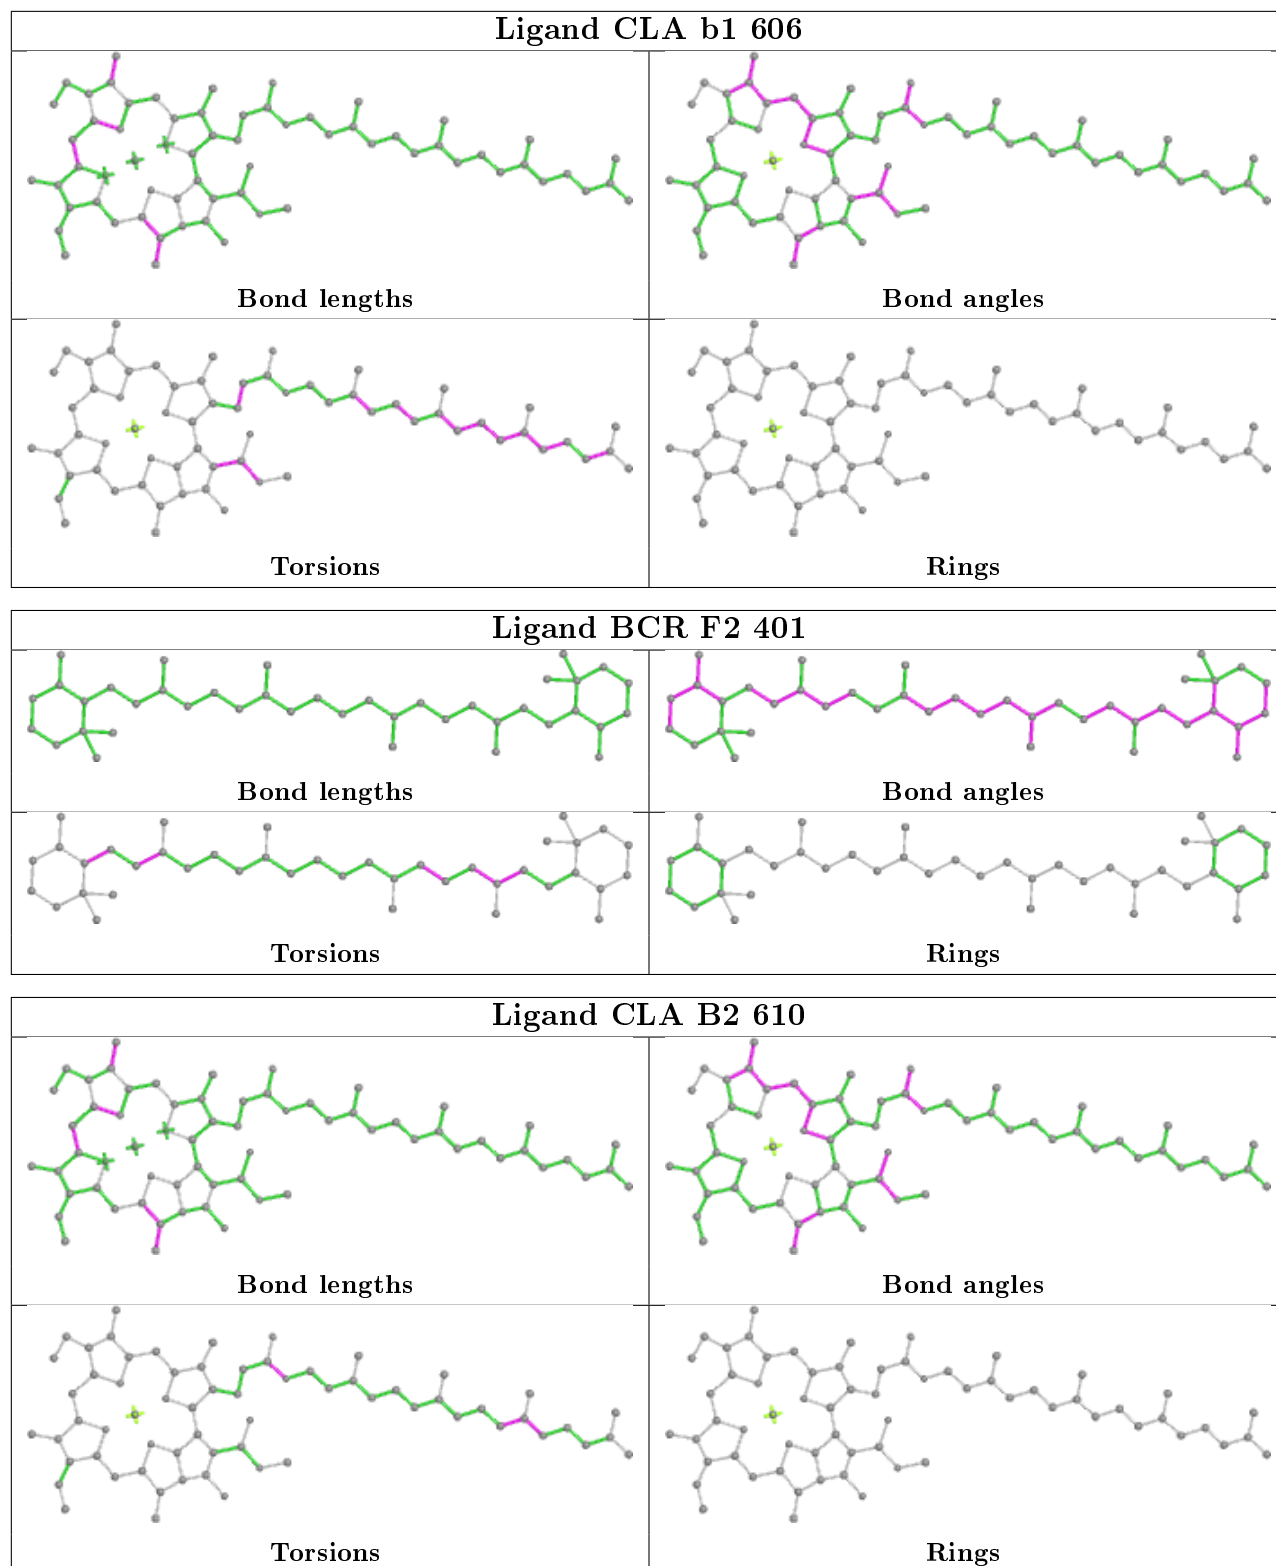 Ligand CLA b1 606
Bond lengths
Bond angles
Torsions
Rings
Ligand BCR F2 401
Bond lengths
Bond angles
Torsions
Rings
Ligand CLA B2 610
Bond lengths
Bond angles
Torsions
Rings